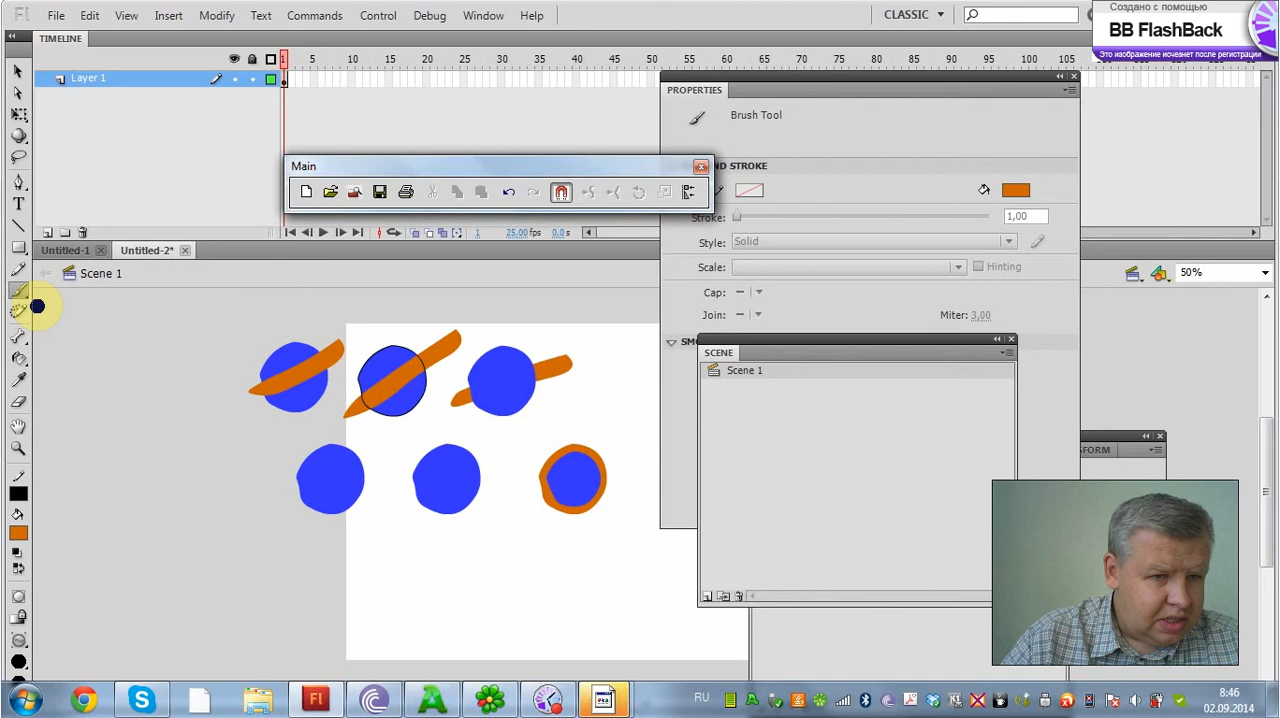 Fl File Edit View Insert Modify Text Commands Control Debug Window Help CLASSIC
Создано с помощью
BB FlashBack
Это изображение исчезнет после регистрации
TIMELINE
1 5 10 15 20 25 30 35 40 45 50 55 60 65 70 75 80 85 90 95 100 105
Layer 1
PROPERTIES
Brush Tool
Main
ND STROKE
Stroke: 1,00
1 25.00 fps 0.0 s
Style: Solid
Untitled-1 Untitled-2*
Scale: Hinting
Scene 1
50%
Cap:
Join: Miter: 3,00
SMO
SCENE
Scene 1
SFORM
RU
8:46
02.09.2014